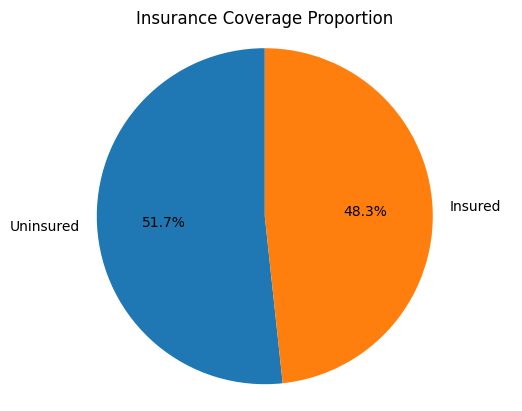 Insurance Coverage Proportion
48.3%
Insured
51.7%
Uninsured